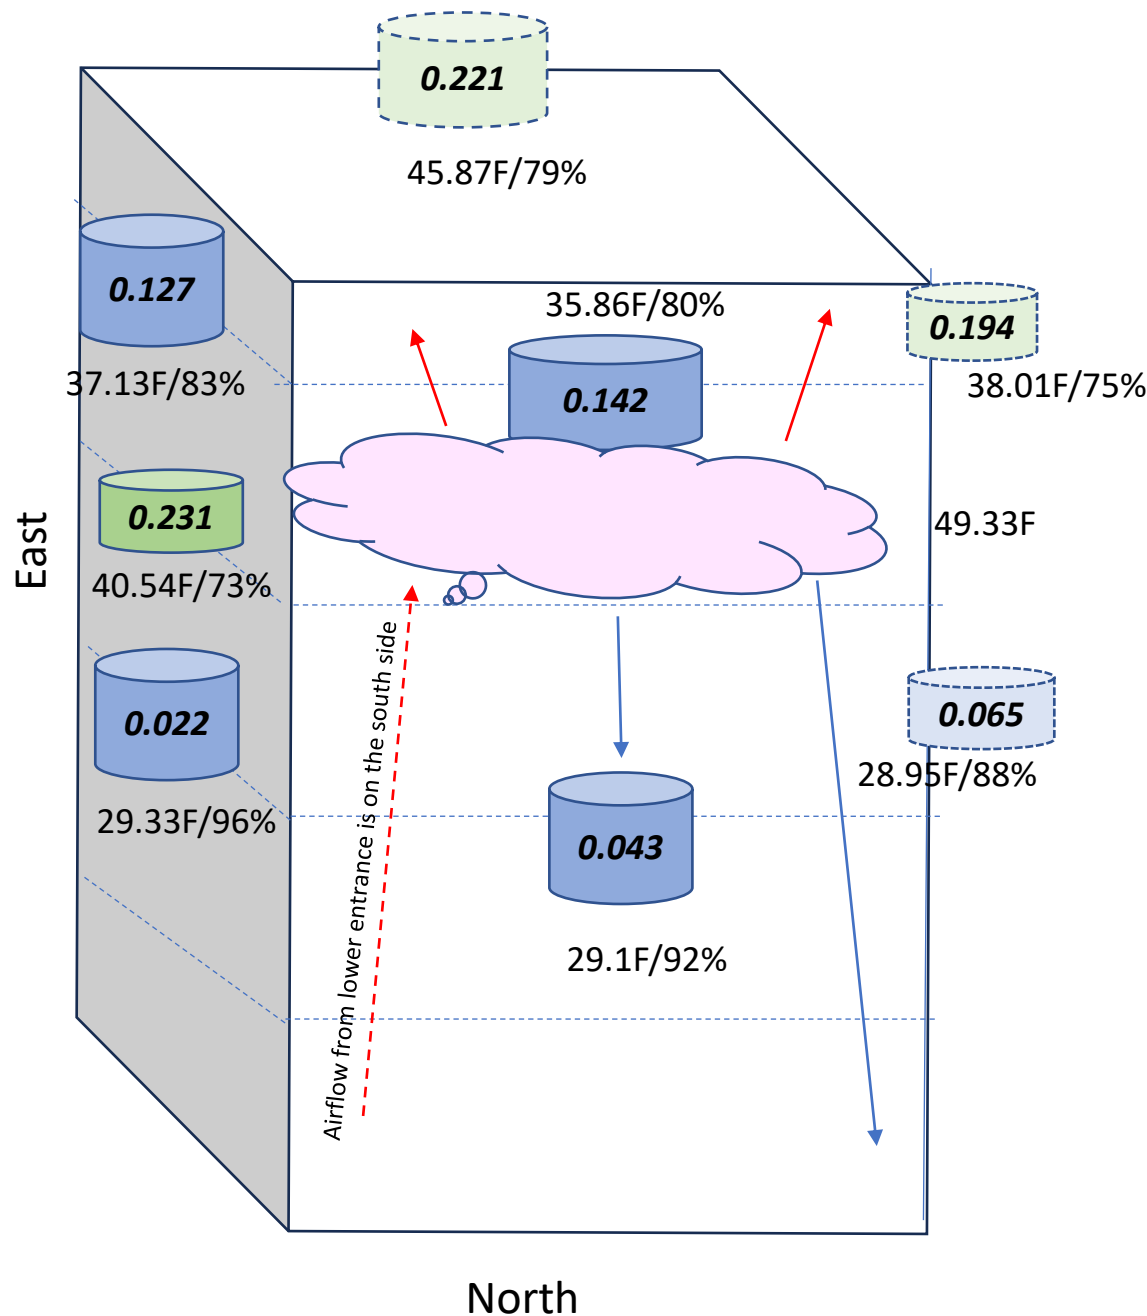 0.221
45.87F/79%
0.127
37.13F/83%
35.86F/80%
0.142
0.194
38.01F/75%
0.231
40.54F/73%
49.33F
East
0.022
29.33F/96%
Airflow from lower entrance is on the south side
0.065
28.95F/88%
0.043
29.1F/92%
North